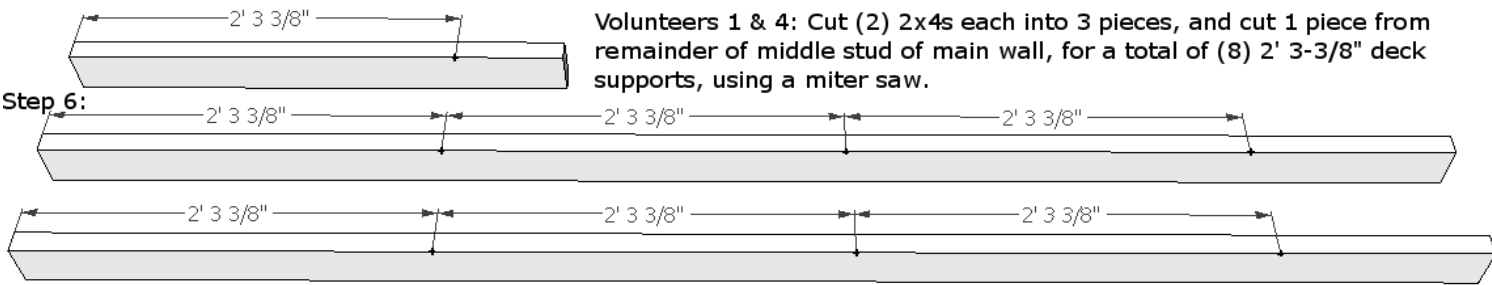 2' 3 3/8"
Volunteers 1 & 4: Cut (2) 2x4s each into 3 pieces, and cut 1 piece from
remainder of middle stud of main wall, for a total of (8) 2' 3-3/8" deck
supports, using a miter saw.
Step 6:
2' 3 3/8" 2' 3 3/8" 2' 3 3/8"
2' 3 3/8" 2' 3 3/8" 2' 3 3/8"